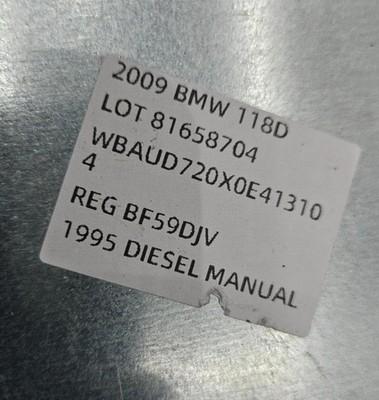 2009 BMW 118D
LOT 81658704
WBAUD720X0E41310
4
REG BF59DJV
1995 DIESEL MANUAL